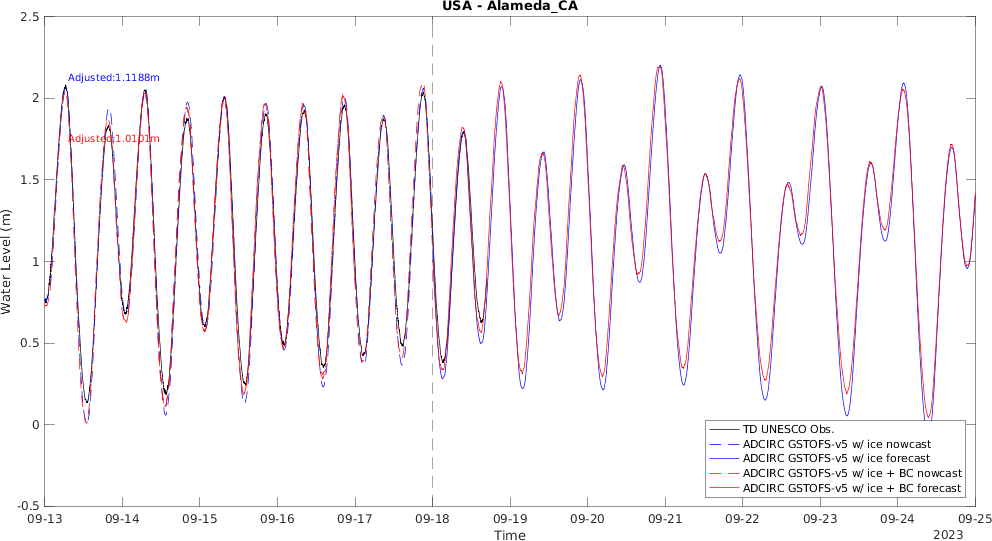 USA - Alameda_CA
2.5
Adjusted:1.1188m
2
Adjusted:1.0101m
1.5
Water Level (m)
1
0.5
0
TD UNESCO Obs.
ADCIRC GSTOFS-v5 w/ ice nowcast
ADCIRC GSTOFS-v5 w/ ice forecast
ADCIRC GSTOFS-v5 w/ ice + BC nowcast
ADCIRC GSTOFS-v5 w/ ice + BC forecast
-0.5
09-13 09-14 09-15 09-16 09-17 09-18 09-19 09-20 09-21 09-22 09-23 09-24 09-25
Time
2023